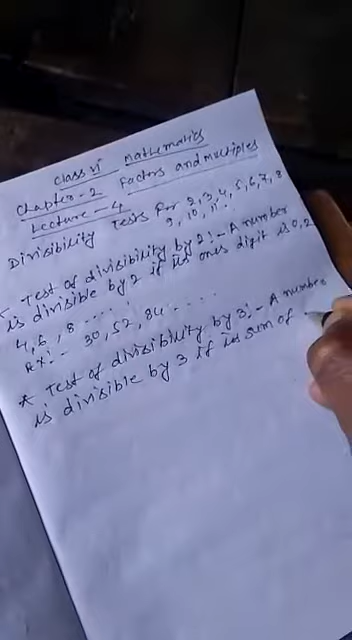 Class VI Mathematics
Chapter - 2 Factors and multiples
Lecture - 4
Divisibility Tests For 2, 3, 4, 5, 6, 7, 8
9, 10, 11 :-
* Test of divisibility by 2 :- A number
is divisible by 2 if its ones digit is 0, 2
4, 6, 8 .....
Ex :- 30, 52, 84 .....
* Test of divisibility by 3 :- A number
is divisible by 3 if its sum of